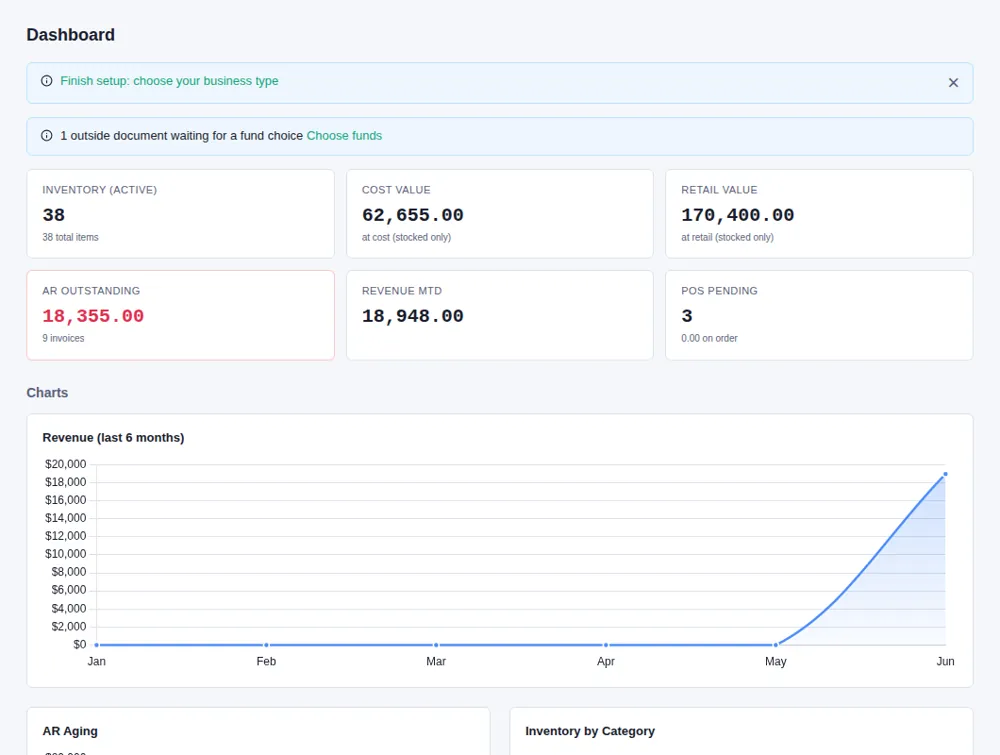 Dashboard
Finish setup: choose your business type
1 outside document waiting for a fund choice Choose funds
INVENTORY (ACTIVE)
38
38 total items
COST VALUE
62,655.00
at cost (stocked only)
RETAIL VALUE
170,400.00
at retail (stocked only)
AR OUTSTANDING
18,355.00
9 invoices
REVENUE MTD
18,948.00
POS PENDING
3
0.00 on order
Charts
Revenue (last 6 months)
$20,000
$18,000
$16,000
$14,000
$12,000
$10,000
$8,000
$6,000
$4,000
$2,000
$0
Jan Feb Mar Apr May Jun
AR Aging
Inventory by Category